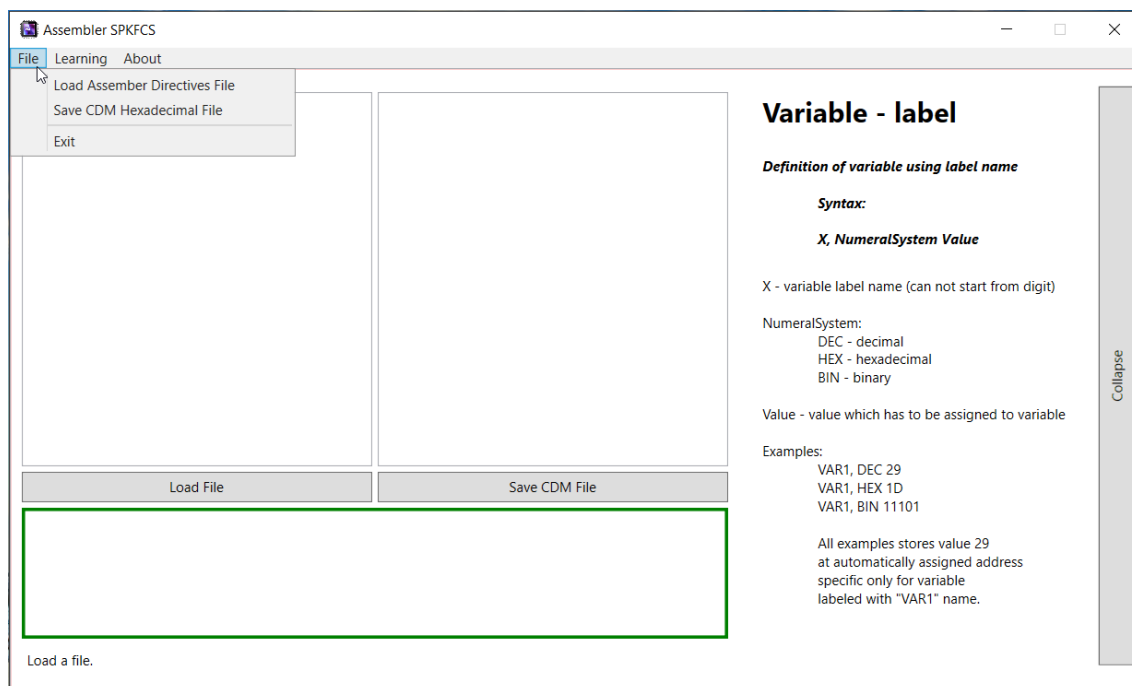 Assembler SPKFCS
File Learning About
Load Assember Directives File
Save CDM Hexadecimal File
Exit
Load File
Save CDM File
Load a file.
Variable - label
Definition of variable using label name
Syntax:
X, NumeralSystem Value
X - variable label name (can not start from digit)
NumeralSystem:
DEC - decimal
HEX - hexadecimal
BIN - binary
Value - value which has to be assigned to variable
Examples:
VAR1, DEC 29
VAR1, HEX 1D
VAR1, BIN 11101
All examples stores value 29
at automatically assigned address
specific only for variable
labeled with "VAR1" name.
Collapse